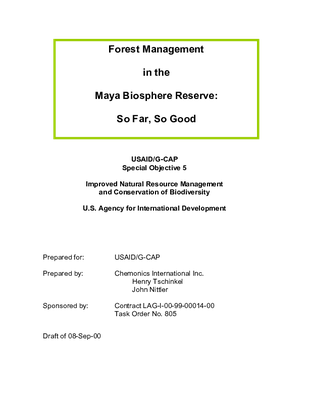 Forest Management
in the
Maya Biosphere Reserve:
So Far, So Good
USAID/G-CAP
Special Objective 5
Improved Natural Resource Management
and Conservation of Biodiversity
U.S. Agency for International Development
Prepared for: USAID/G-CAP
Prepared by: Chemonics International Inc.
Henry Tschinkel
John Nittler
Sponsored by: Contract LAG-I-00-99-00014-00
Task Order No. 805
Draft of 08-Sep-00